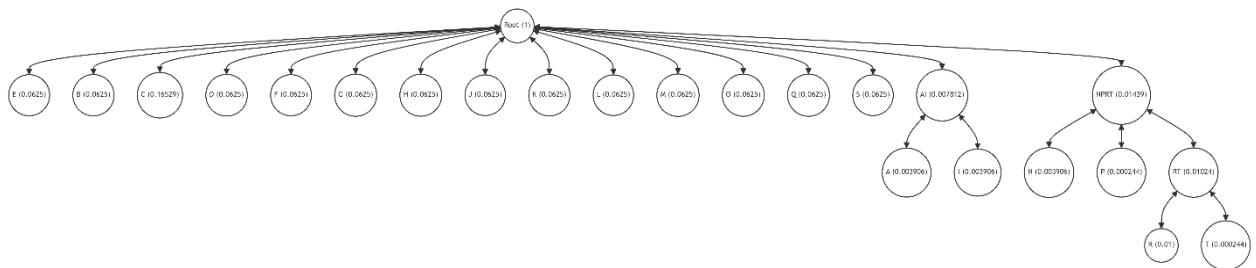 Root (1)
E (0.0625)
B (0.0625)
C (0.16529)
D (0.0625)
F (0.0625)
G (0.0625)
H (0.0625)
J (0.0625)
K (0.0625)
L (0.0625)
M (0.0625)
O (0.0625)
Q (0.0625)
S (0.0625)
AI (0.007812)
NPRT (0.01439)
A (0.003906)
I (0.003906)
N (0.003906)
P (0.000244)
RT (0.01024)
R (0.01)
T (0.000244)